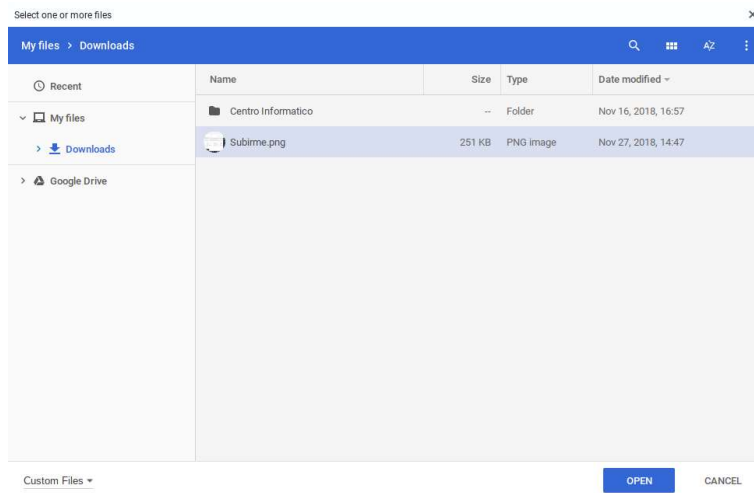 Select one or more files
My files > Downloads
AZ
Recent
My files
Downloads
Google Drive
Name Size Type Date modified
Centro Informatico -- Folder Nov 16, 2018, 16:57
Subirme.png 251 KB PNG image Nov 27, 2018, 14:47
Custom Files OPEN CANCEL